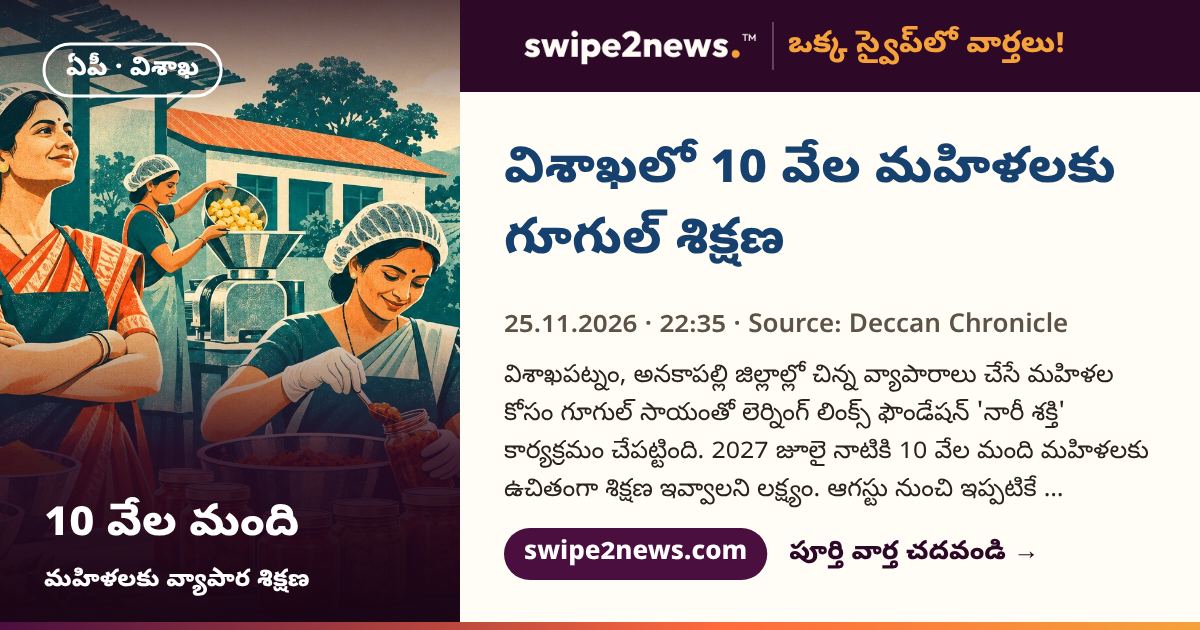 ఏపీ · విశాఖ
10 వేల మంది
మహిళలకు వ్యాపార శిక్షణ
swipe2news.™
ఒక్క స్వైప్‌లో వార్తలు!
విశాఖలో 10 వేల మహిళలకు
గూగుల్ శిక్షణ
25.11.2026 · 22:35 · Source: Deccan Chronicle
విశాఖపట్నం, అనకాపల్లి జిల్లాల్లో చిన్న వ్యాపారాలు చేసే మహిళల
కోసం గూగుల్ సాయంతో లెర్నింగ్ లింక్స్ ఫౌండేషన్ 'నారీ శక్తి'
కార్యక్రమం చేపట్టింది. 2027 జూలై నాటికి 10 వేల మంది మహిళలకు
ఉచితంగా శిక్షణ ఇవ్వాలని లక్ష్యం. ఆగస్టు నుంచి ఇప్పటికే ...
swipe2news.com
పూర్తి వార్త చదవండి →